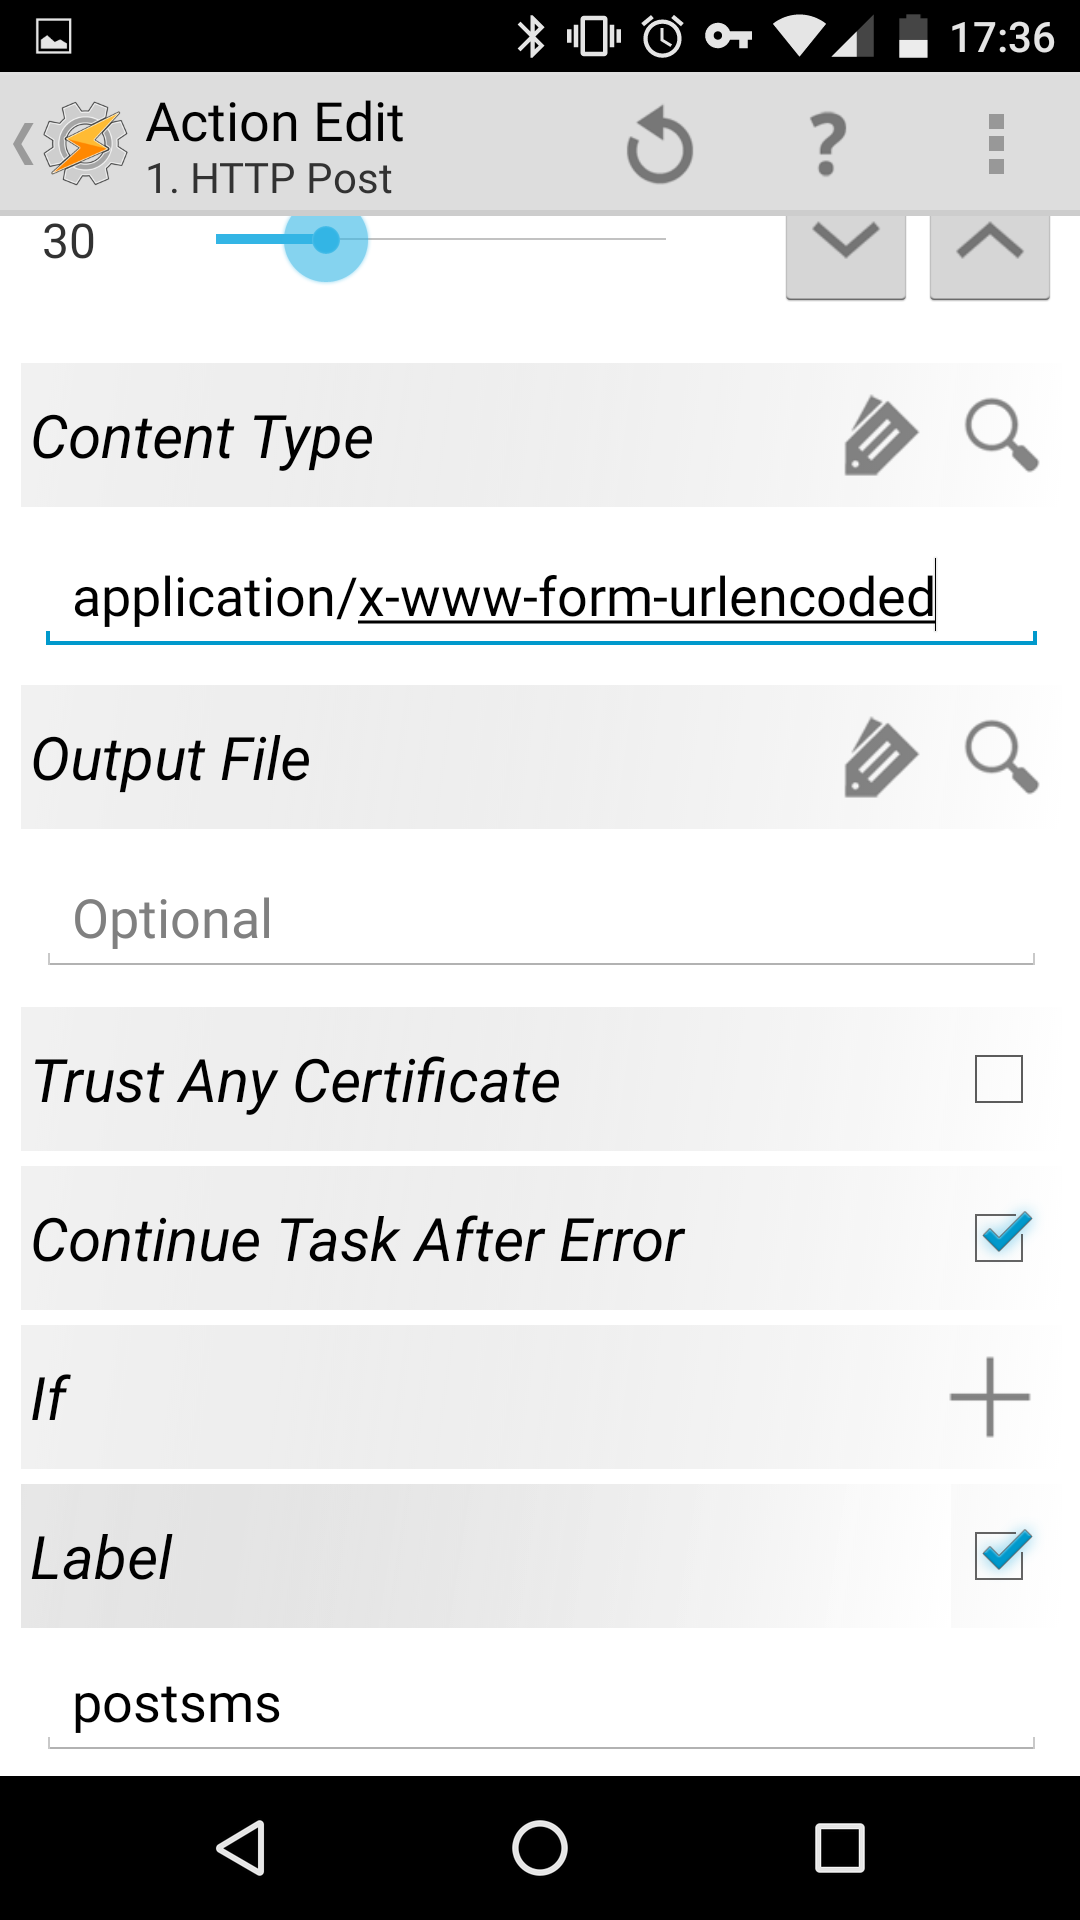 17:36
Action Edit
1. HTTP Post
30
Content Type
application/x-www-form-urlencoded
Output File
Optional
Trust Any Certificate
Continue Task After Error
If
Label
postsms